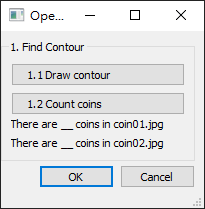 Ope...
1. Find Contour
1.1 Draw contour
1.2 Count coins
There are __ coins in coin01.jpg
There are __ coins in coin02.jpg
OK
Cancel